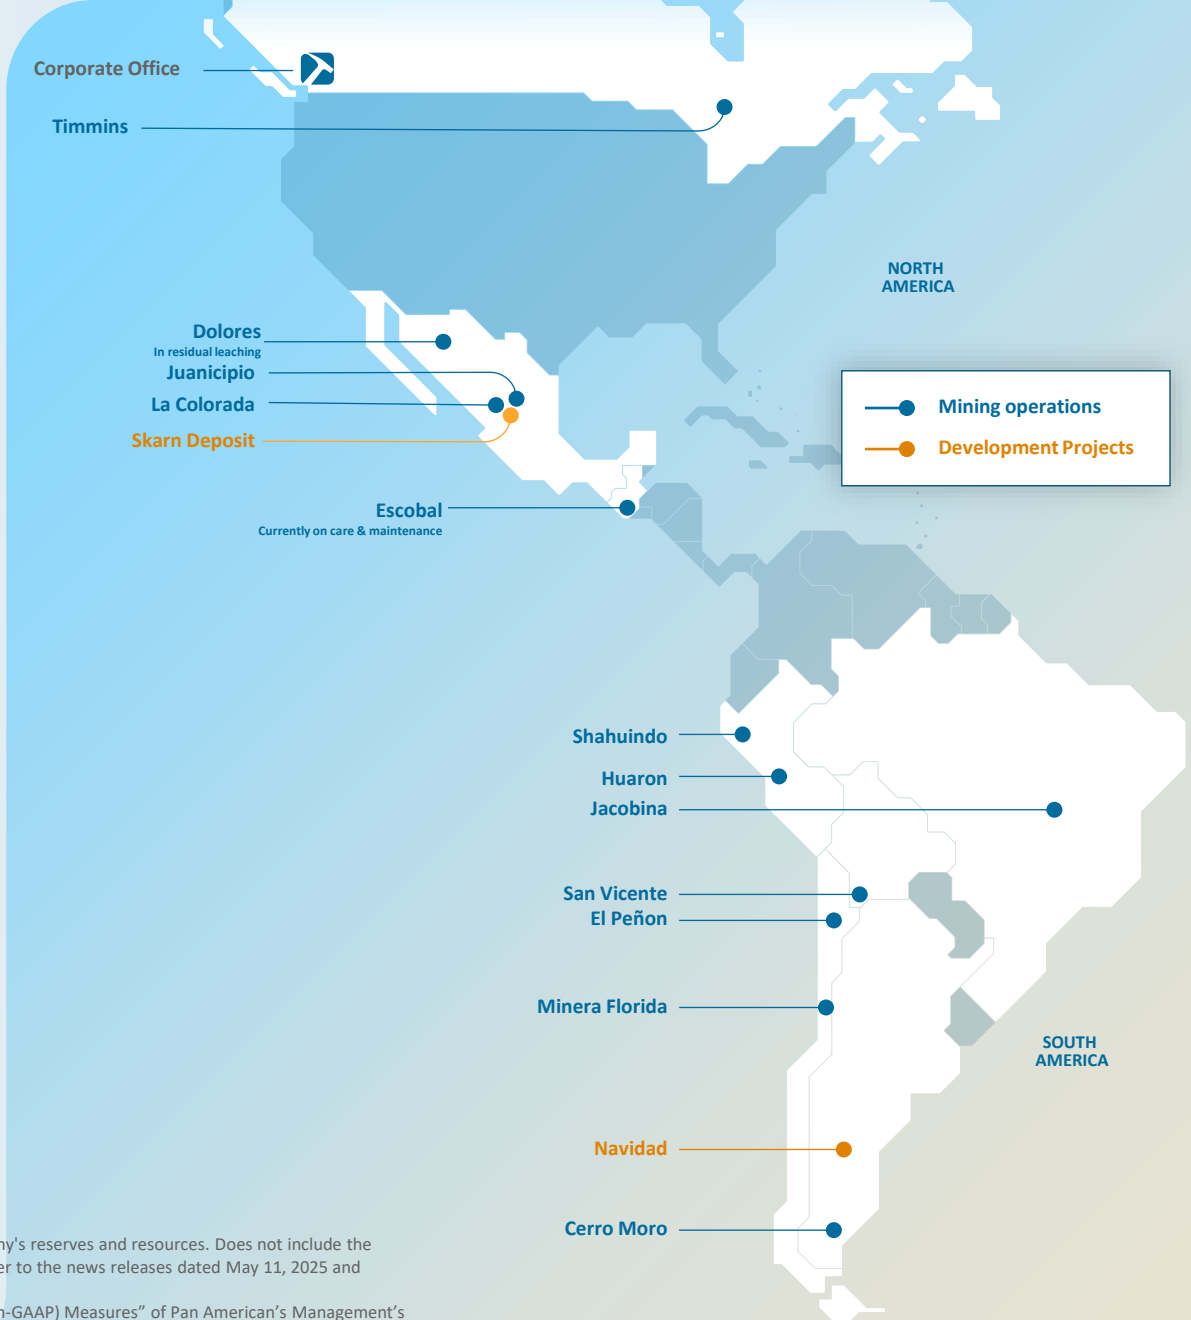 Corporate Office
Timmins
NORTH
AMERICA
Dolores
In residual leaching
Juanicipio
La Colorada
Skarn Deposit
Mining operations
Development Projects
Escobal
Currently on care & maintenance
Shahuindo
Huaron
Jacobina
San Vicente
El Peñon
Minera Florida
SOUTH
AMERICA
Navidad
Cerro Moro
ny's reserves and resources. Does not include the
er to the news releases dated May 11, 2025 and
n-GAAP) Measures” of Pan American’s Management’s